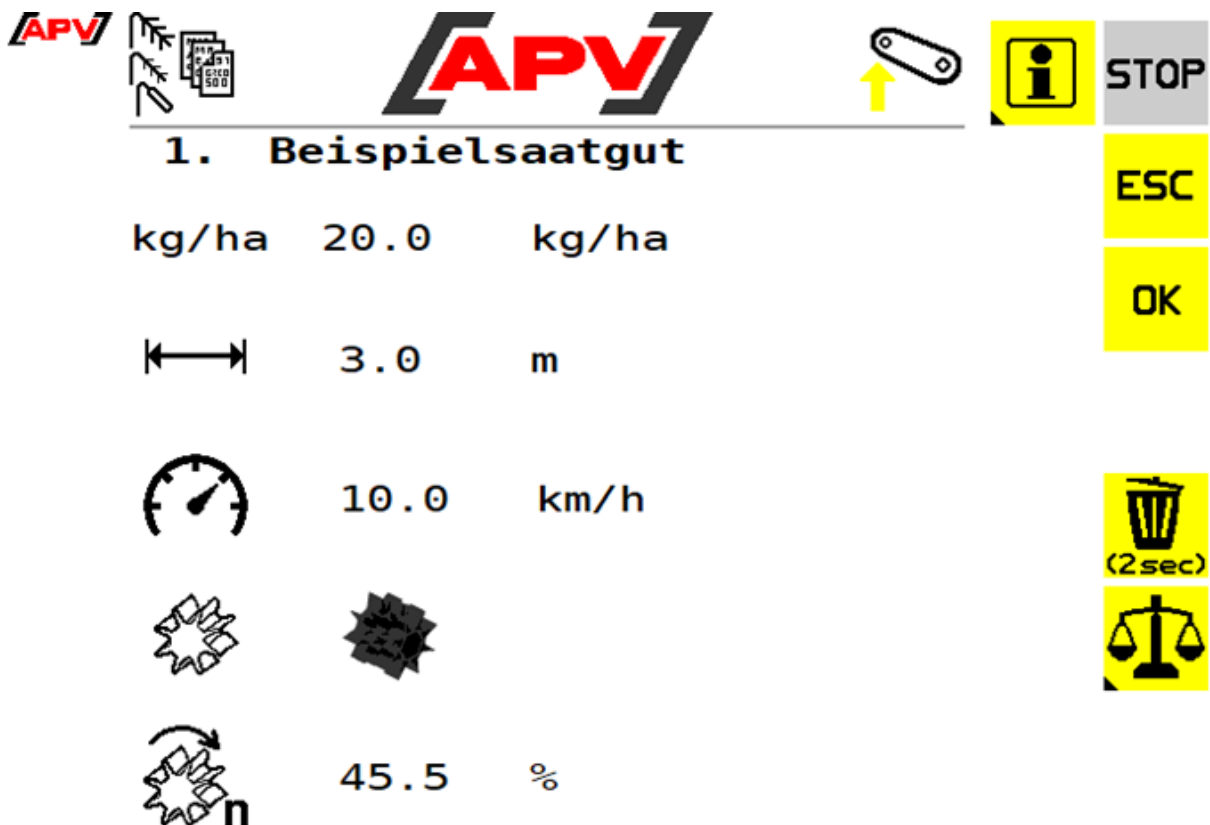 APV
APV
STOP
1. Beispielsaatgut
ESC
kg/ha 20.0 kg/ha
OK
3.0 m
10.0 km/h
(2sec)
45.5 %
n